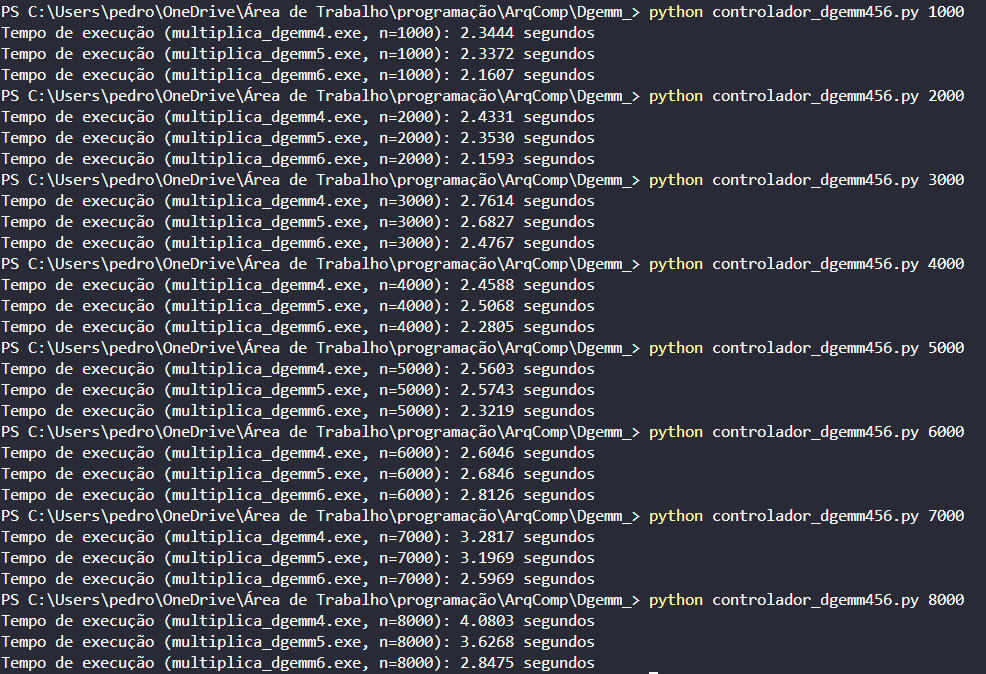 PS C:\Users\pedro\OneDrive\Área de Trabalho\programação\ArqComp\Dgemm_> python controlador_dgemm456.py 1000
Tempo de execução (multiplica_dgemm4.exe, n=1000): 2.3444 segundos
Tempo de execução (multiplica_dgemm5.exe, n=1000): 2.3372 segundos
Tempo de execução (multiplica_dgemm6.exe, n=1000): 2.1607 segundos
PS C:\Users\pedro\OneDrive\Área de Trabalho\programação\ArqComp\Dgemm_> python controlador_dgemm456.py 2000
Tempo de execução (multiplica_dgemm4.exe, n=2000): 2.4331 segundos
Tempo de execução (multiplica_dgemm5.exe, n=2000): 2.3530 segundos
Tempo de execução (multiplica_dgemm6.exe, n=2000): 2.1593 segundos
PS C:\Users\pedro\OneDrive\Área de Trabalho\programação\ArqComp\Dgemm_> python controlador_dgemm456.py 3000
Tempo de execução (multiplica_dgemm4.exe, n=3000): 2.7614 segundos
Tempo de execução (multiplica_dgemm5.exe, n=3000): 2.6827 segundos
Tempo de execução (multiplica_dgemm6.exe, n=3000): 2.4767 segundos
PS C:\Users\pedro\OneDrive\Área de Trabalho\programação\ArqComp\Dgemm_> python controlador_dgemm456.py 4000
Tempo de execução (multiplica_dgemm4.exe, n=4000): 2.4588 segundos
Tempo de execução (multiplica_dgemm5.exe, n=4000): 2.5068 segundos
Tempo de execução (multiplica_dgemm6.exe, n=4000): 2.2805 segundos
PS C:\Users\pedro\OneDrive\Área de Trabalho\programação\ArqComp\Dgemm_> python controlador_dgemm456.py 5000
Tempo de execução (multiplica_dgemm4.exe, n=5000): 2.5603 segundos
Tempo de execução (multiplica_dgemm5.exe, n=5000): 2.5743 segundos
Tempo de execução (multiplica_dgemm6.exe, n=5000): 2.3219 segundos
PS C:\Users\pedro\OneDrive\Área de Trabalho\programação\ArqComp\Dgemm_> python controlador_dgemm456.py 6000
Tempo de execução (multiplica_dgemm4.exe, n=6000): 2.6046 segundos
Tempo de execução (multiplica_dgemm5.exe, n=6000): 2.6846 segundos
Tempo de execução (multiplica_dgemm6.exe, n=6000): 2.8126 segundos
PS C:\Users\pedro\OneDrive\Área de Trabalho\programação\ArqComp\Dgemm_> python controlador_dgemm456.py 7000
Tempo de execução (multiplica_dgemm4.exe, n=7000): 3.2817 segundos
Tempo de execução (multiplica_dgemm5.exe, n=7000): 3.1969 segundos
Tempo de execução (multiplica_dgemm6.exe, n=7000): 2.5969 segundos
PS C:\Users\pedro\OneDrive\Área de Trabalho\programação\ArqComp\Dgemm_> python controlador_dgemm456.py 8000
Tempo de execução (multiplica_dgemm4.exe, n=8000): 4.0803 segundos
Tempo de execução (multiplica_dgemm5.exe, n=8000): 3.6268 segundos
Tempo de execução (multiplica_dgemm6.exe, n=8000): 2.8475 segundos